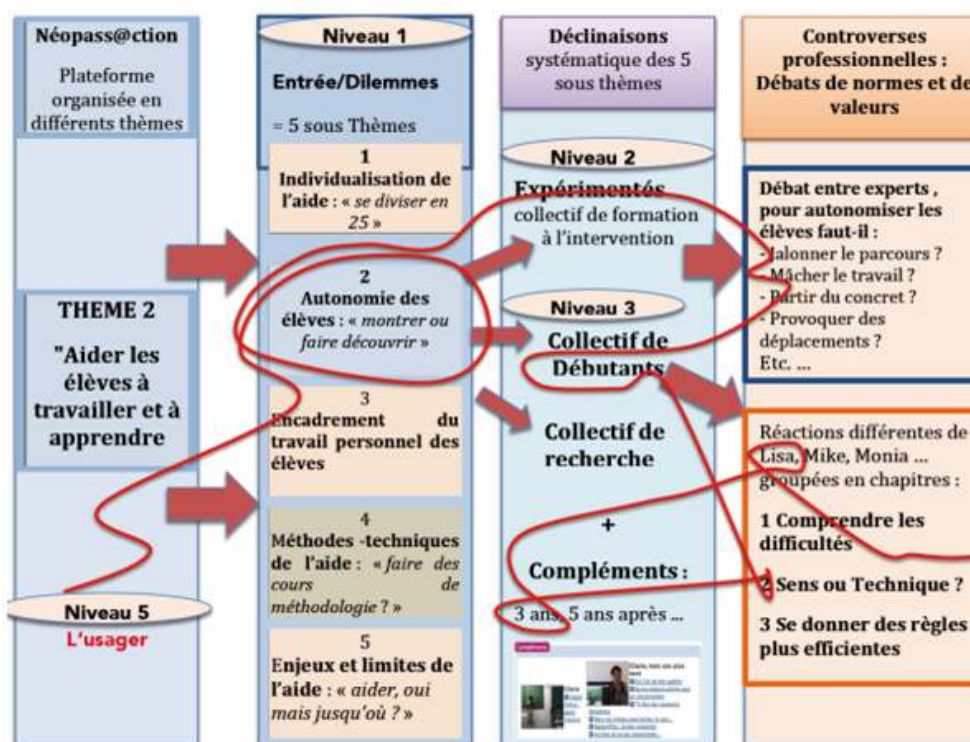 Néopass@ction
Plateforme
organisée en
différents thèmes
THEME 2
"Aider les
élèves à
travailler et à
apprendre
Niveau 5
L'usager
Niveau 1
Entrée/Dilemmes
= 5 sous Thèmes
1
Individualisation de
l'aide : « se diviser en
25 »
2
Autonomie des
élèves : « montrer ou
faire découvrir »
3
Encadrement du
travail personnel des
élèves
4
Méthodes -techniques
de l'aide : « faire des
cours de
méthodologie ? »
5
Enjeux et limites de
l'aide : « aider, oui
mais jusqu'où ? »
Déclinaisons
systématique des 5
sous thèmes
Niveau 2
Expérimentés
collectif de formation
à l'intervention
Niveau 3
Collectif de
Débutants
Collectif de
recherche
+
Compléments :
3 ans, 5 ans après ...
Controverses
professionnelles :
Débats de normes et de
valeurs
Débat entre experts ,
pour autonomiser les
élèves faut-il :
- Jalonner le parcours ?
- Mâcher le travail ?
- Partir du concret ?
- Provoquer des
déplacements ?
Etc. ...
Réactions différentes de
Lisa, Mike, Monia ...
groupées en chapitres :
1 Comprendre les
difficultés
2 Sens ou Technique ?
3 Se donner des règles
plus efficientes